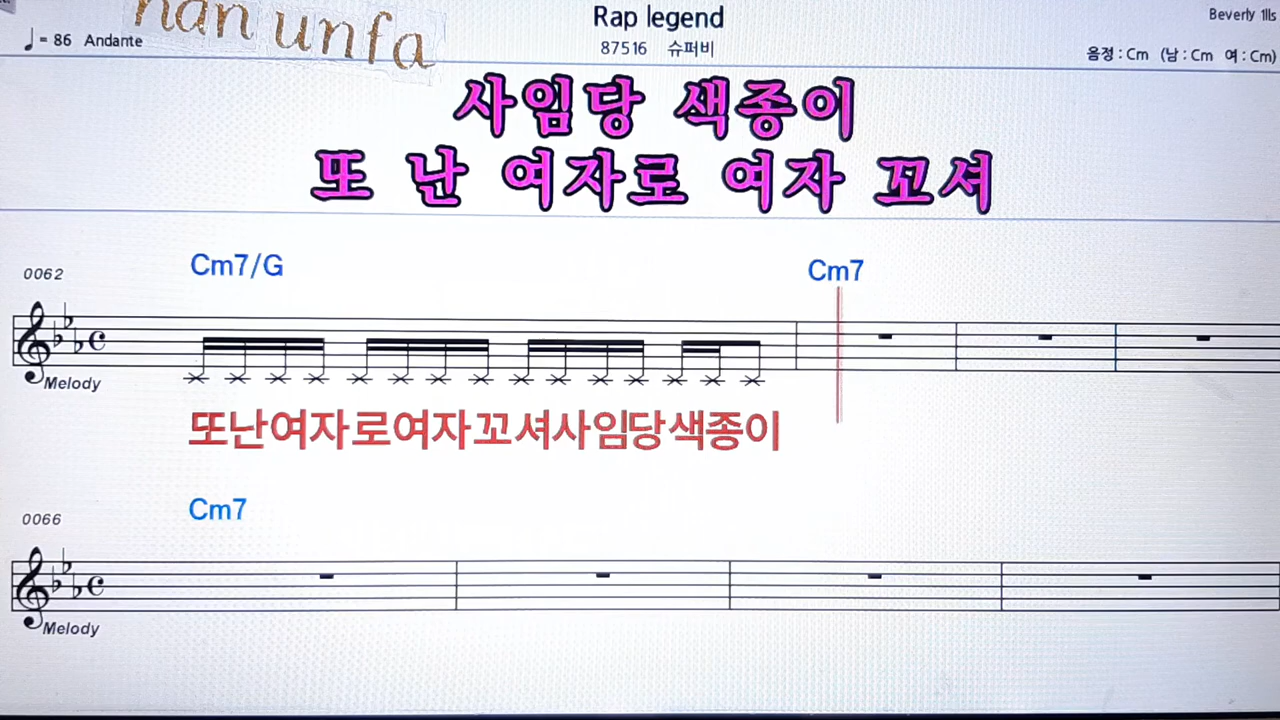 nan unfa
Rap legend
Beverly 1lls
♩ = 86 Andante
87516 슈퍼비
음정 : Cm (남 : Cm 여 : Cm)
사임당 색종이
또 난 여자로 여자 꼬셔
0062
Cm7/G
Cm7
Melody
또난여자로여자꼬셔사임당색종이
0066
Cm7
Melody